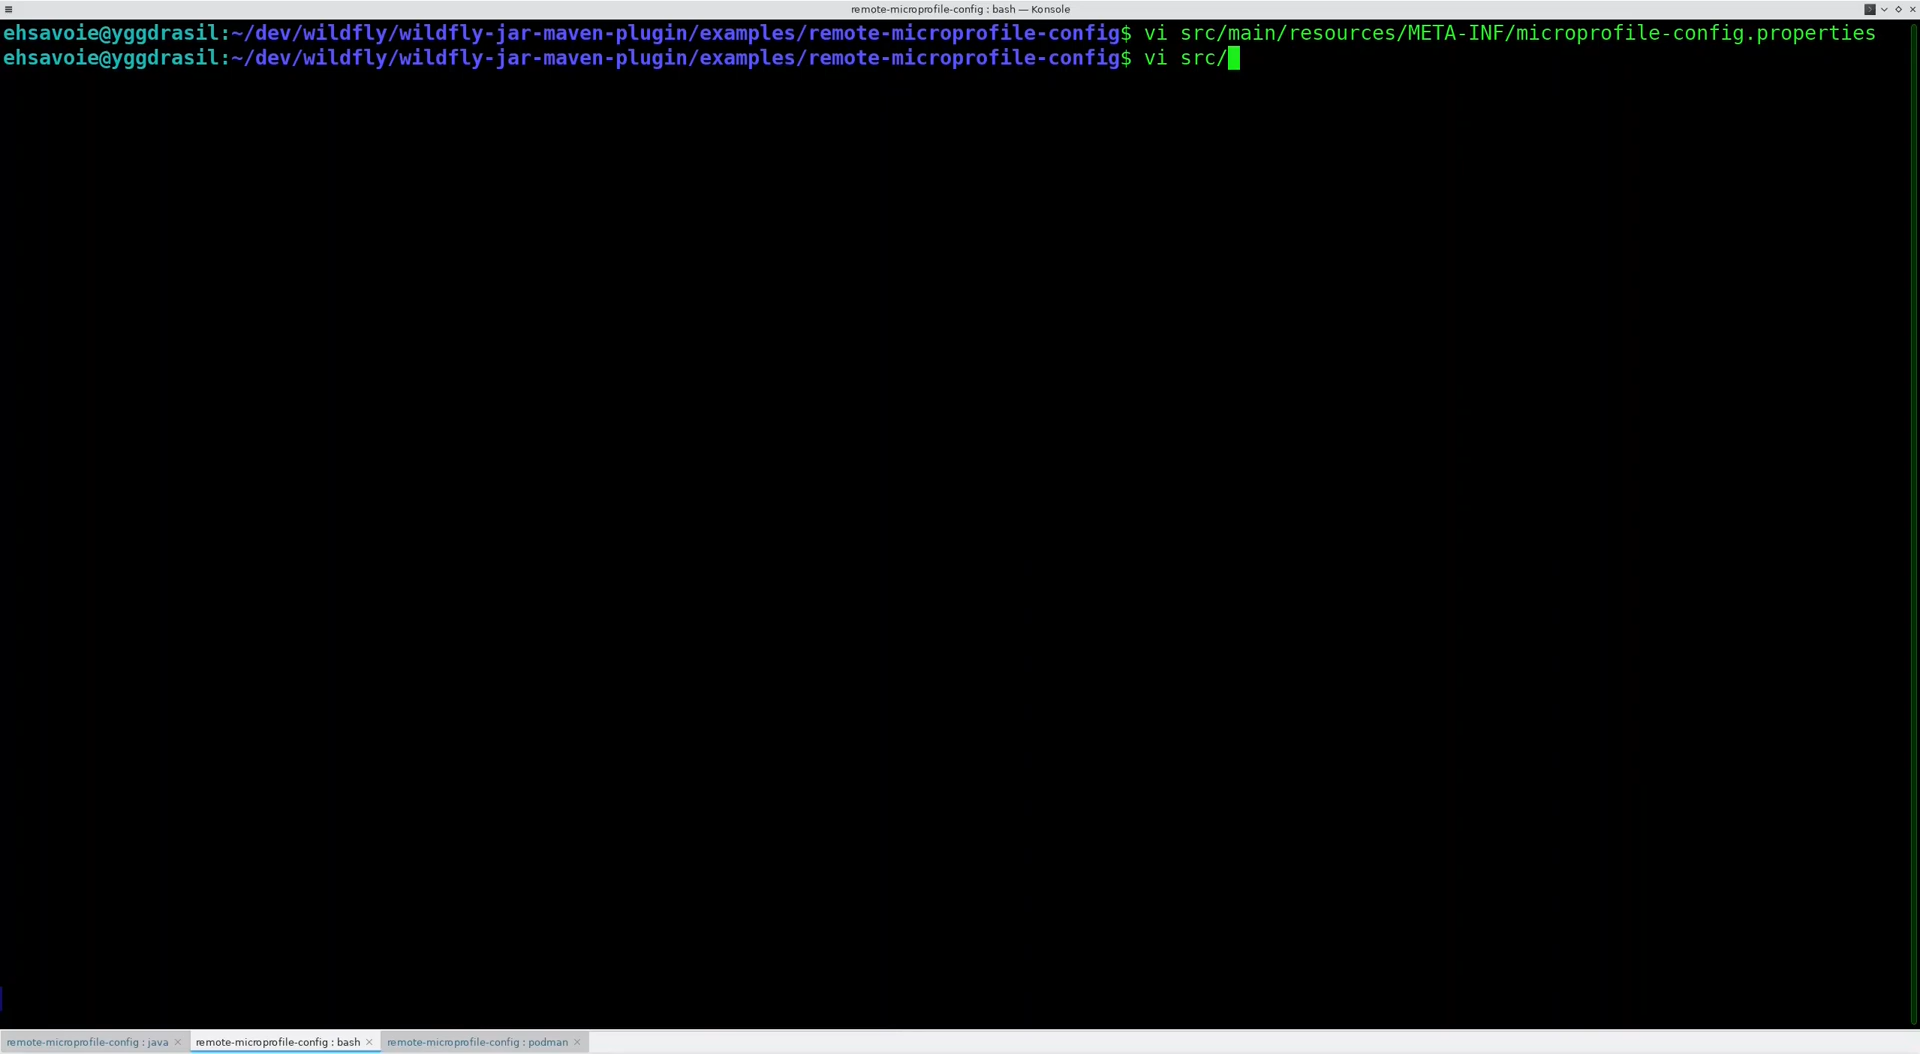 remote-microprofile-config : bash — Konsole
ehsavoie@yggdrasil:~/dev/wildfly/wildfly-jar-maven-plugin/examples/remote-microprofile-config$ vi src/main/resources/META-INF/microprofile-config.properties
ehsavoie@yggdrasil:~/dev/wildfly/wildfly-jar-maven-plugin/examples/remote-microprofile-config$ vi src/
remote-microprofile-config : java remote-microprofile-config : bash remote-microprofile-config : podman